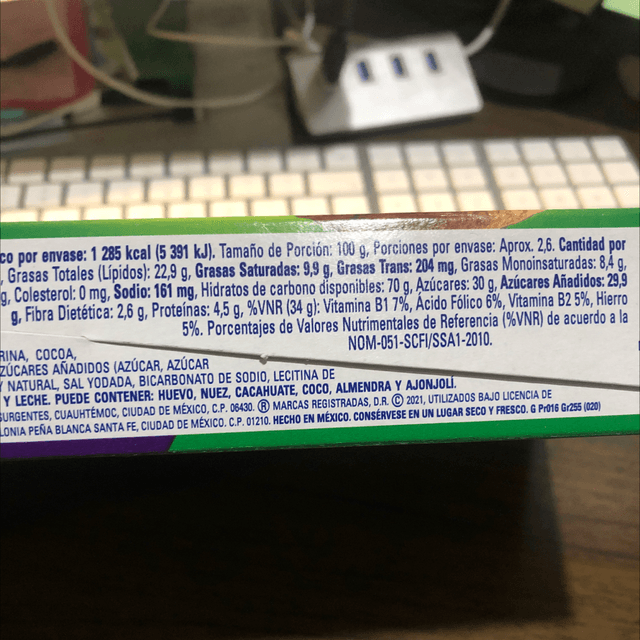 co por envase: 1 285 kcal (5 391 kJ). Tamaño de Porción: 100 g, Porciones por envase: Aprox. 2,6. Cantidad por
, Grasas Totales (Lípidos): 22,9 g, Grasas Saturadas: 9,9 g, Grasas Trans: 204 mg, Grasas Monoinsaturadas: 8,4 g,
g, Colesterol: 0 mg, Sodio: 161 mg, Hidratos de carbono disponibles: 70 g, Azúcares: 30 g, Azúcares Añadidos: 29,9
g, Fibra Dietética: 2,6 g, Proteínas: 4,5 g, %VNR (34 g): Vitamina B1 7%, Ácido Fólico 6%, Vitamina B2 5%, Hierro
5%. Porcentajes de Valores Nutrimentales de Referencia (%VNR) de acuerdo a la
NOM-051-SCFI/SSA1-2010.
RINA, COCOA,
ZÚCARES AÑADIDOS (AZÚCAR, AZÚCAR
Y NATURAL, SAL YODADA, BICARBONATO DE SODIO, LECITINA DE
Y LECHE. PUEDE CONTENER: HUEVO, NUEZ, CACAHUATE, COCO, ALMENDRA Y AJONJOLÍ.
SURGENTES, CUAUHTÉMOC, CIUDAD DE MÉXICO, C.P. 06430. ® MARCAS REGISTRADAS, D.R. © 2021, UTILIZADOS BAJO LICENCIA DE
LONIA PEÑA BLANCA SANTA FE, CIUDAD DE MÉXICO. C.P. 01210. HECHO EN MÉXICO. CONSÉRVESE EN UN LUGAR SECO Y FRESCO. G Pr016 Gr255 (020)